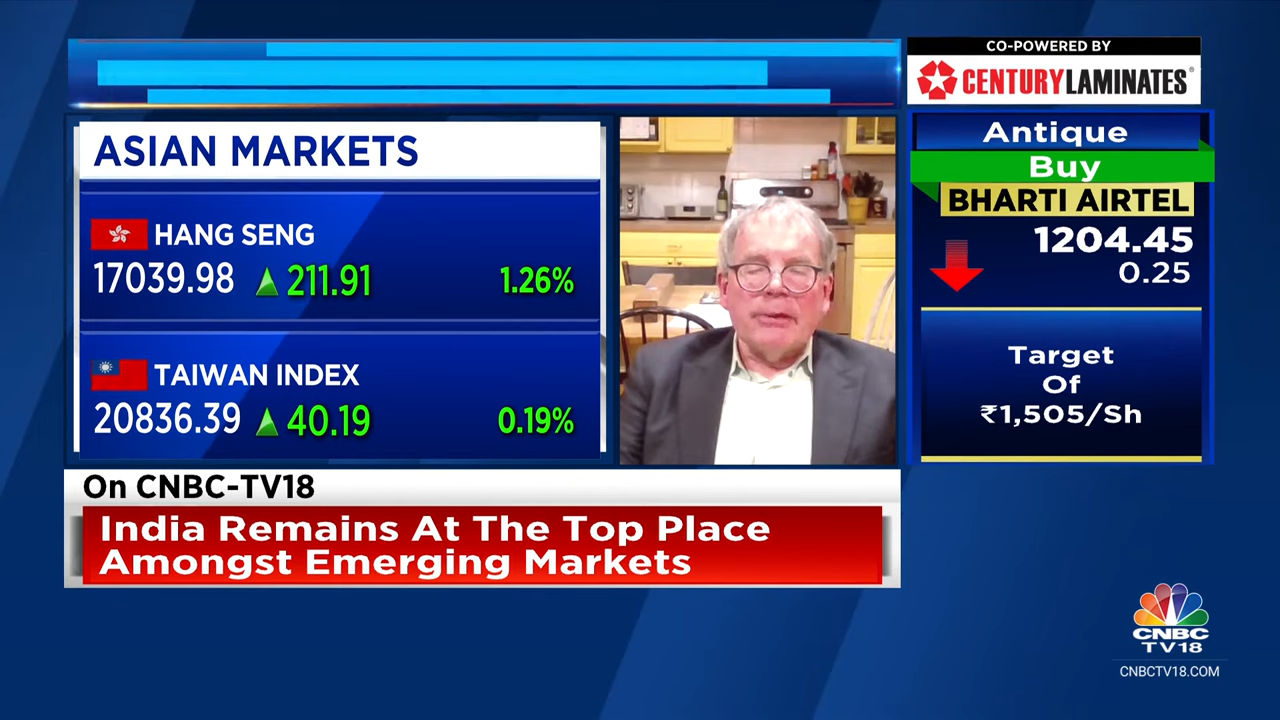 CO-POWERED BY
CENTURYLAMINATES®
ASIAN MARKETS
HANG SENG
17039.98 211.91 1.26%
TAIWAN INDEX
20836.39 40.19 0.19%
Antique
Buy
BHARTI AIRTEL
1204.45
0.25
Target
Of
₹1,505/Sh
On CNBC-TV18
India Remains At The Top Place
Amongst Emerging Markets
CNBC
TV18
CNBCTV18.COM